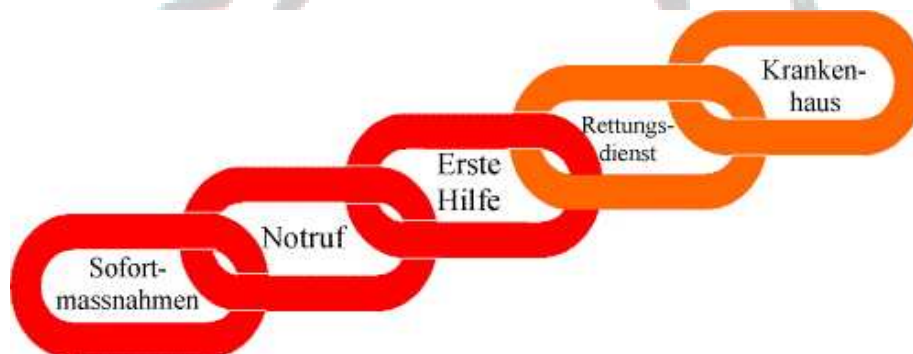 Sofort-
massnahmen
Notruf
Erste
Hilfe
Rettungs-
dienst
Kranken-
haus